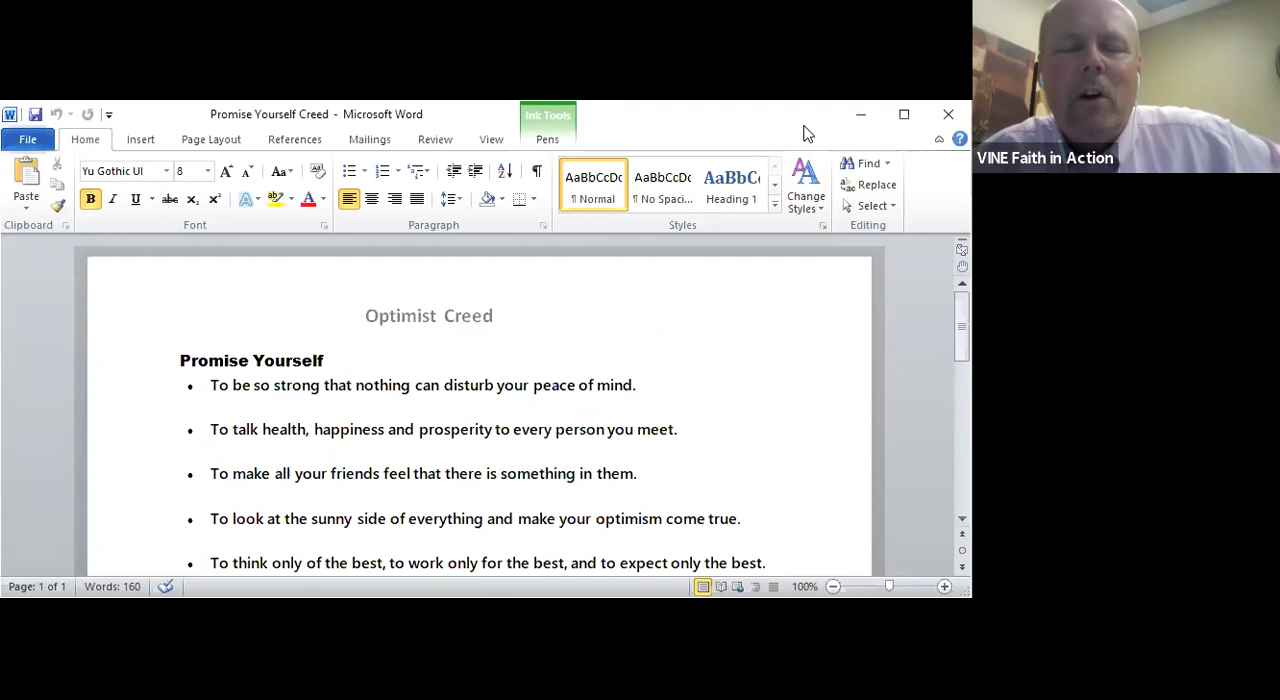 VINE Faith in Action
Promise Yourself Creed - Microsoft Word
Ink Tools
File Home Insert Page Layout References Mailings Review View Pens
Paste
Clipboard
Yu Gothic UI 8
Aa
B I U abc X₂ X²
A A
Font
Paragraph
AaBbCcDc AaBbCcDc AaBbC
¶ Normal ¶ No Spaci... Heading 1
Styles
Change Styles
Find
Replace
Select
Editing
Optimist Creed
Promise Yourself
• To be so strong that nothing can disturb your peace of mind.
• To talk health, happiness and prosperity to every person you meet.
• To make all your friends feel that there is something in them.
• To look at the sunny side of everything and make your optimism come true.
• To think only of the best, to work only for the best, and to expect only the best.
Page: 1 of 1 Words: 160 100%